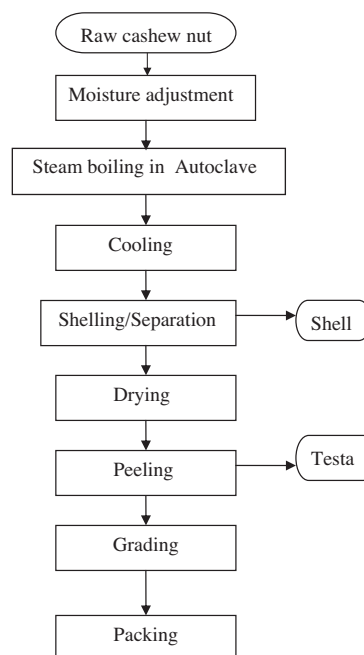 Raw cashew nut
Moisture adjustment
Steam boiling in Autoclave
Cooling
Shelling/Separation
Shell
Drying
Peeling
Testa
Grading
Packing